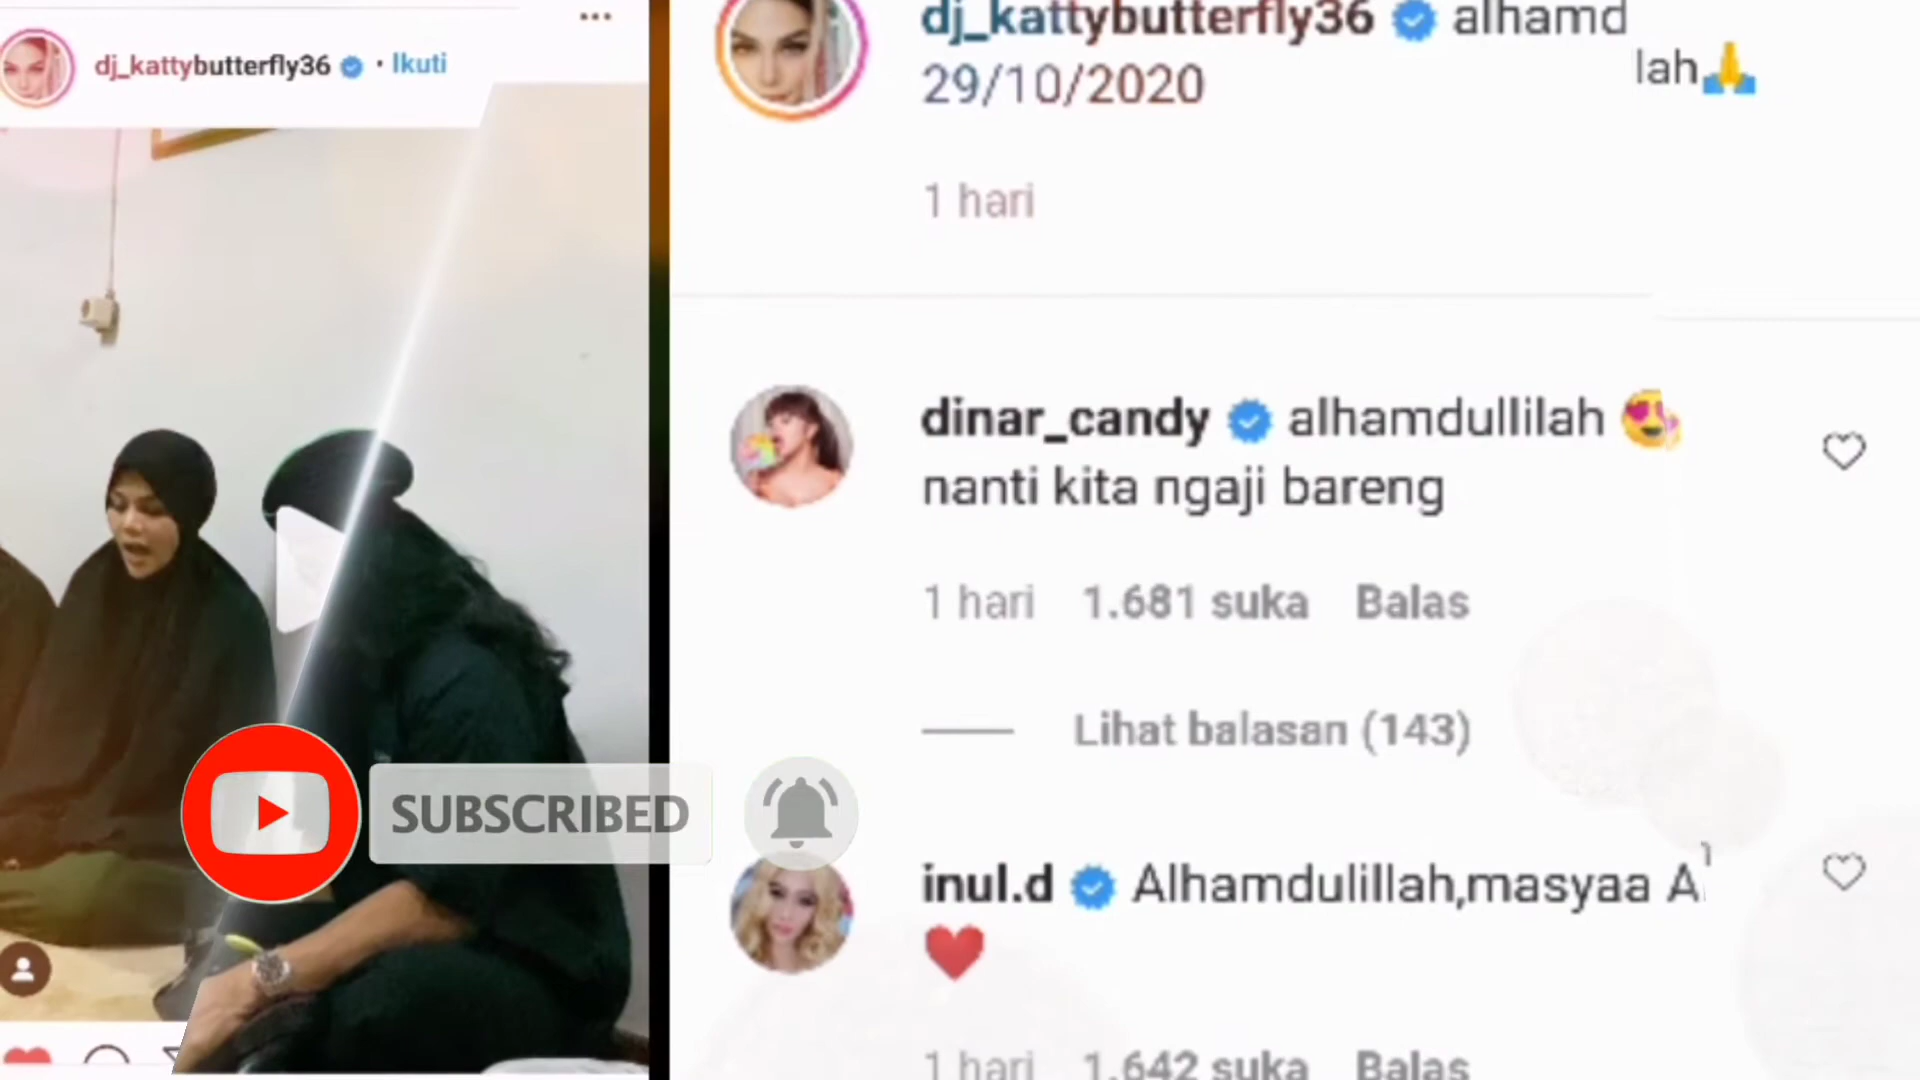 dj_kattybutterfly36 • Ikuti
SUBSCRIBED
dj_kattybutterfly36 alhamd
lah🙏
29/10/2020
1 hari
dinar_candy alhamdullilah 🥰
nanti kita ngaji bareng
1 hari 1.681 suka Balas
Lihat balasan (143)
inul.d Alhamdulillah,masyaa A
❤️
1 hari 1.642 suka Balas